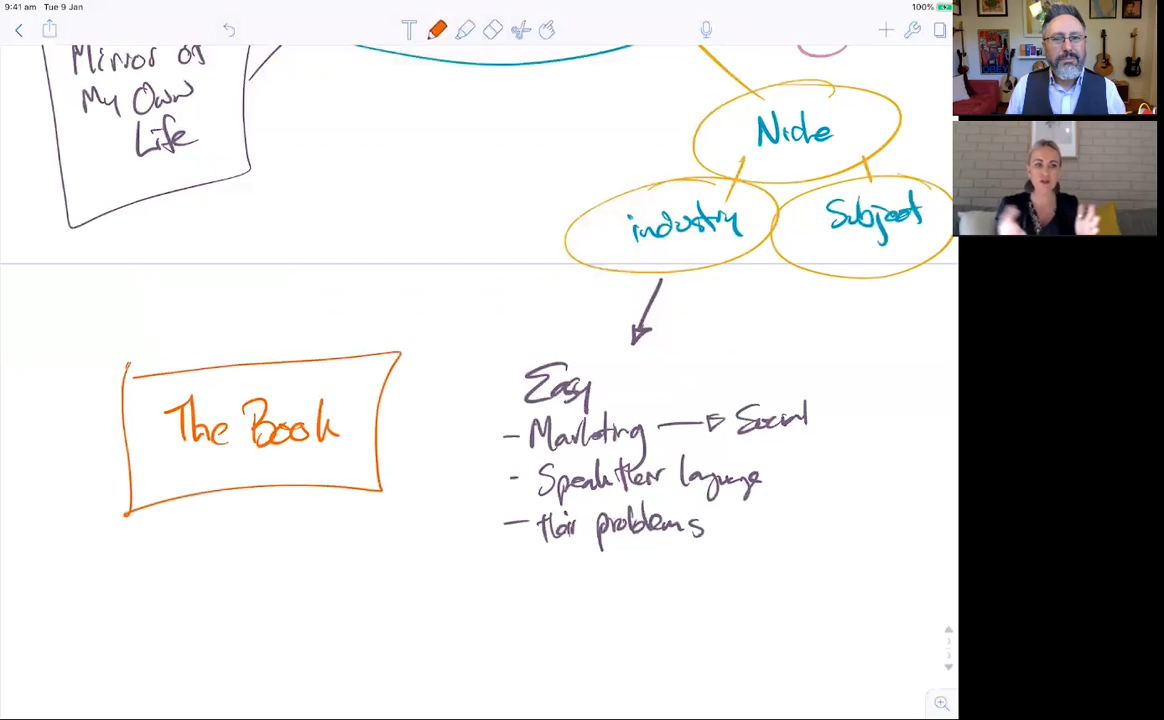 9:41 am Tue 9 Jan
100%
T
Mirror of
My Own
Life
Niche
industry
Subject
The Book
Easy
- Marketing → Social
- Speak their language
- their problems
OBEY